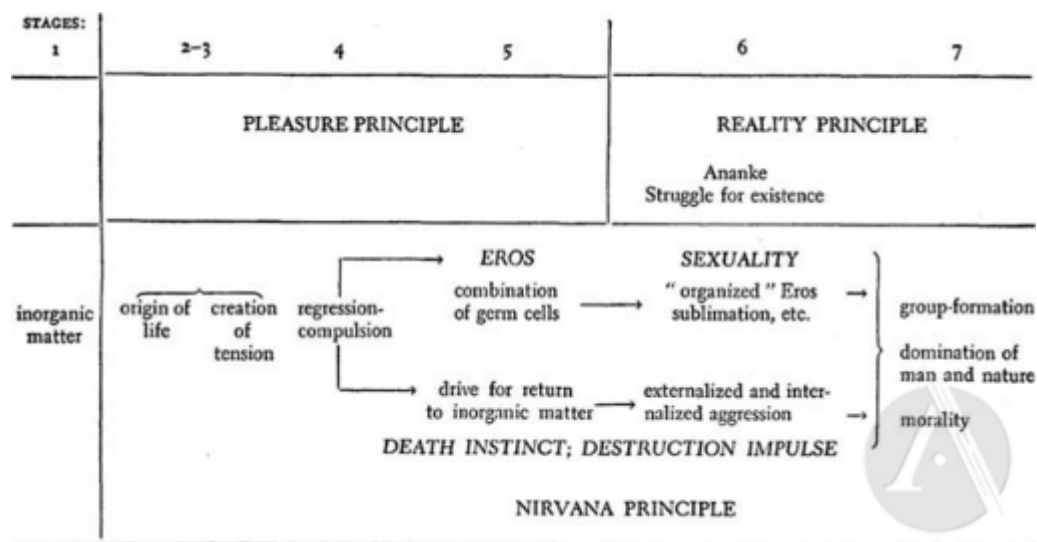 STAGES:
1 2–3 4 5 6 7
PLEASURE PRINCIPLE REALITY PRINCIPLE
Ananke
Struggle for existence
EROS SEXUALITY
inorganic matter
origin of life
creation of tension
regression-compulsion
combination of germ cells
"organized" Eros
sublimation, etc.
group-formation
domination of man and nature
drive for return to inorganic matter
externalized and inter-
nalized aggression
morality
DEATH INSTINCT; DESTRUCTION IMPULSE
NIRVANA PRINCIPLE